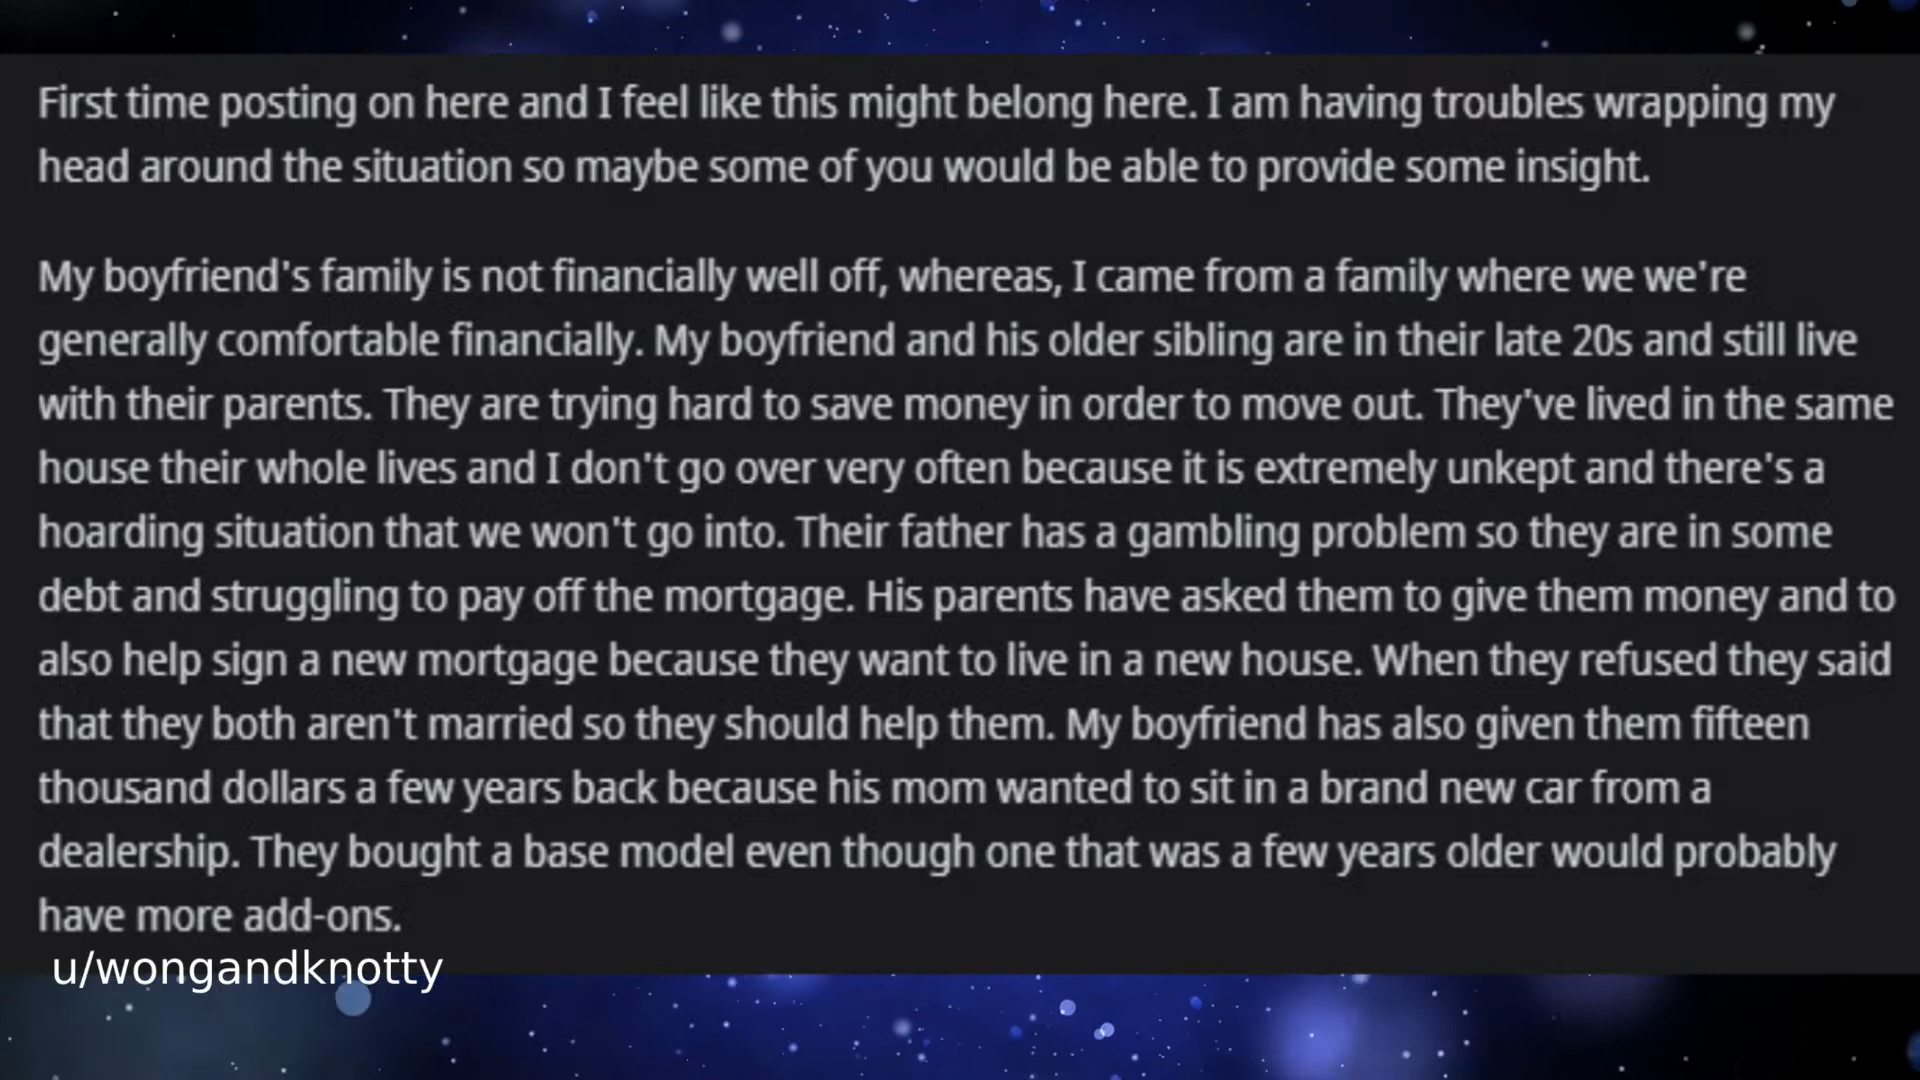 First time posting on here and I feel like this might belong here. I am having troubles wrapping my
head around the situation so maybe some of you would be able to provide some insight.
My boyfriend's family is not financially well off, whereas, I came from a family where we we're
generally comfortable financially. My boyfriend and his older sibling are in their late 20s and still live
with their parents. They are trying hard to save money in order to move out. They've lived in the same
house their whole lives and I don't go over very often because it is extremely unkept and there's a
hoarding situation that we won't go into. Their father has a gambling problem so they are in some
debt and struggling to pay off the mortgage. His parents have asked them to give them money and to
also help sign a new mortgage because they want to live in a new house. When they refused they said
that they both aren't married so they should help them. My boyfriend has also given them fifteen
thousand dollars a few years back because his mom wanted to sit in a brand new car from a
dealership. They bought a base model even though one that was a few years older would probably
have more add-ons.
u/wongandknotty